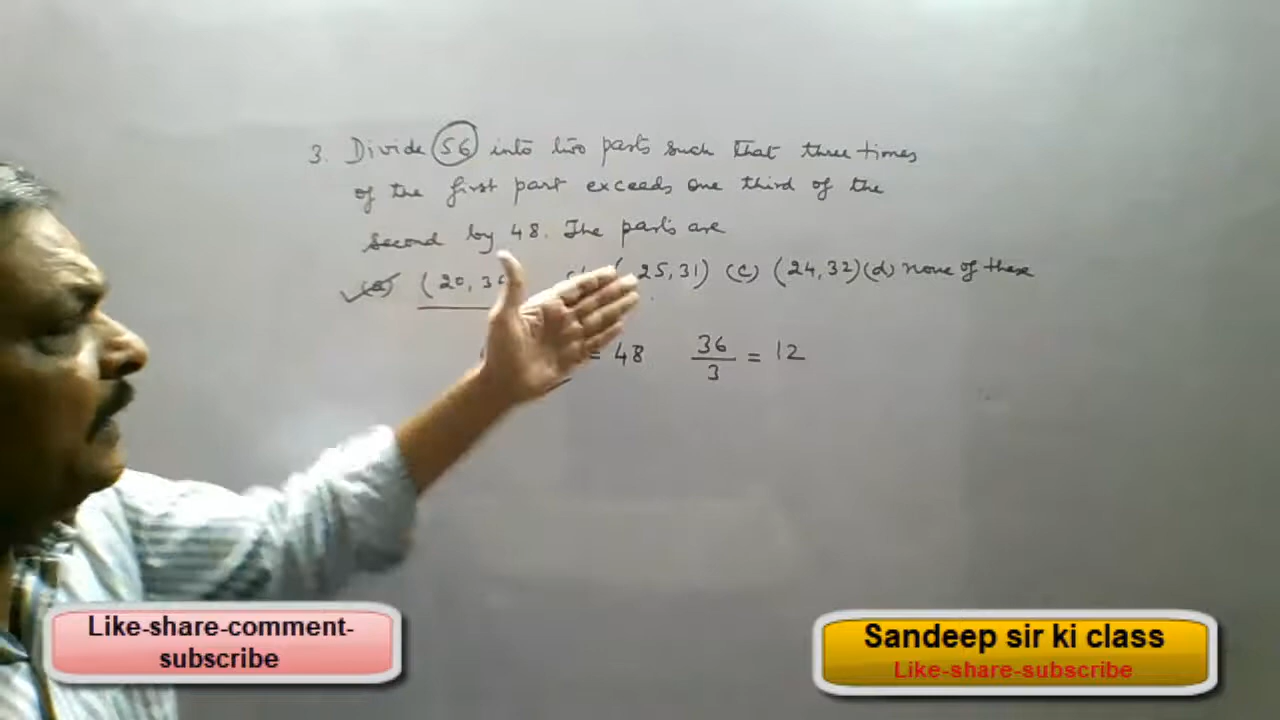 3. Divide 56 into two parts such that three times
of the first part exceeds one third of the
second by 48. The parts are
(a) (20, 3 25, 31) (c) (24, 32) (d) none of these
= 48 36/3 = 12
Like-share-comment-
subscribe
Sandeep sir ki class
Like-share-subscribe